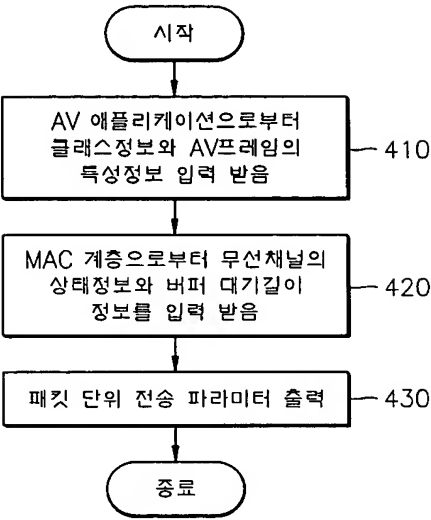 시작
AV 애플리케이션으로부터
클래스정보와 AV프레임의
특성정보 입력 받음
410
MAC 계층으로부터 무선채널의
상태정보와 버퍼 대기길이
정보를 입력 받음
420
패킷 단위 전송 파라미터 출력
430
종료